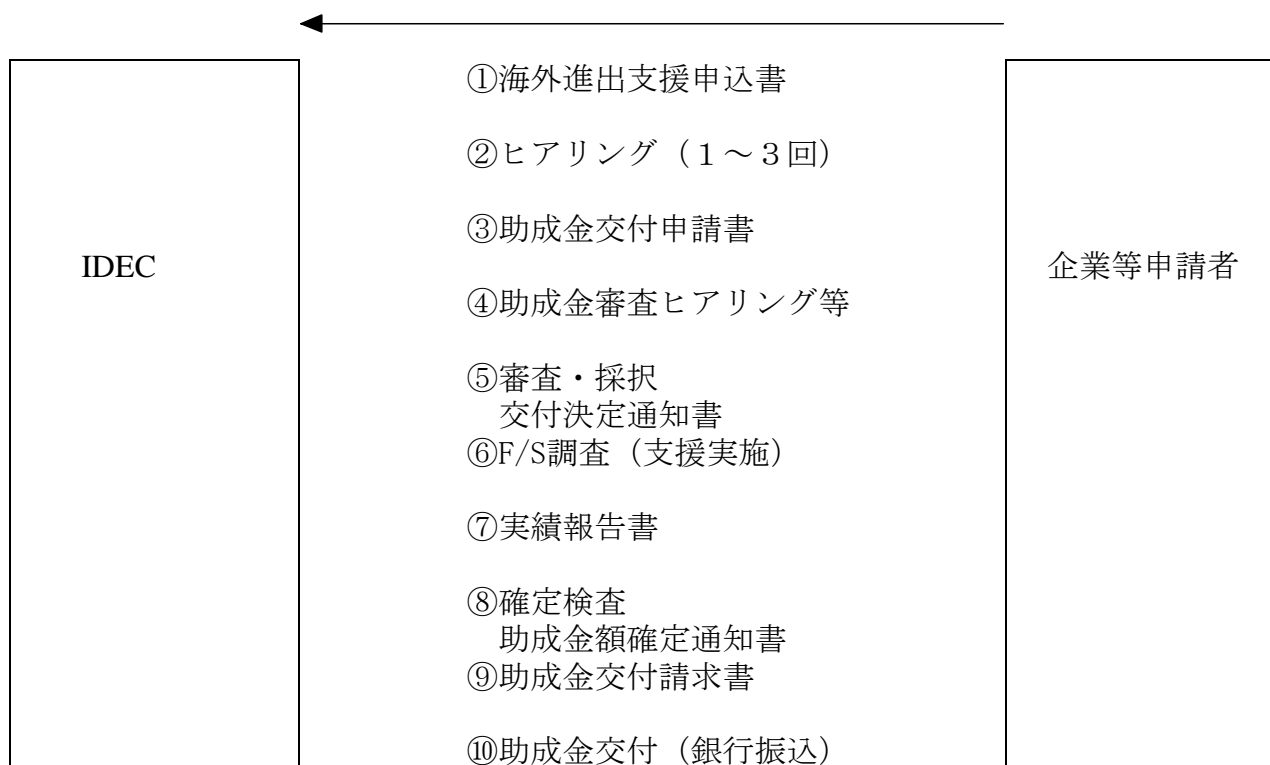 ①海外進出支援申込書
②ヒアリング（１～３回）
③助成金交付申請書
IDEC
企業等申請者
④助成金審査ヒアリング等
⑤審査・採択
交付決定通知書
⑥F/S調査（支援実施）
⑦実績報告書
⑧確定検査
助成金額確定通知書
⑨助成金交付請求書
⑩助成金交付（銀行振込）